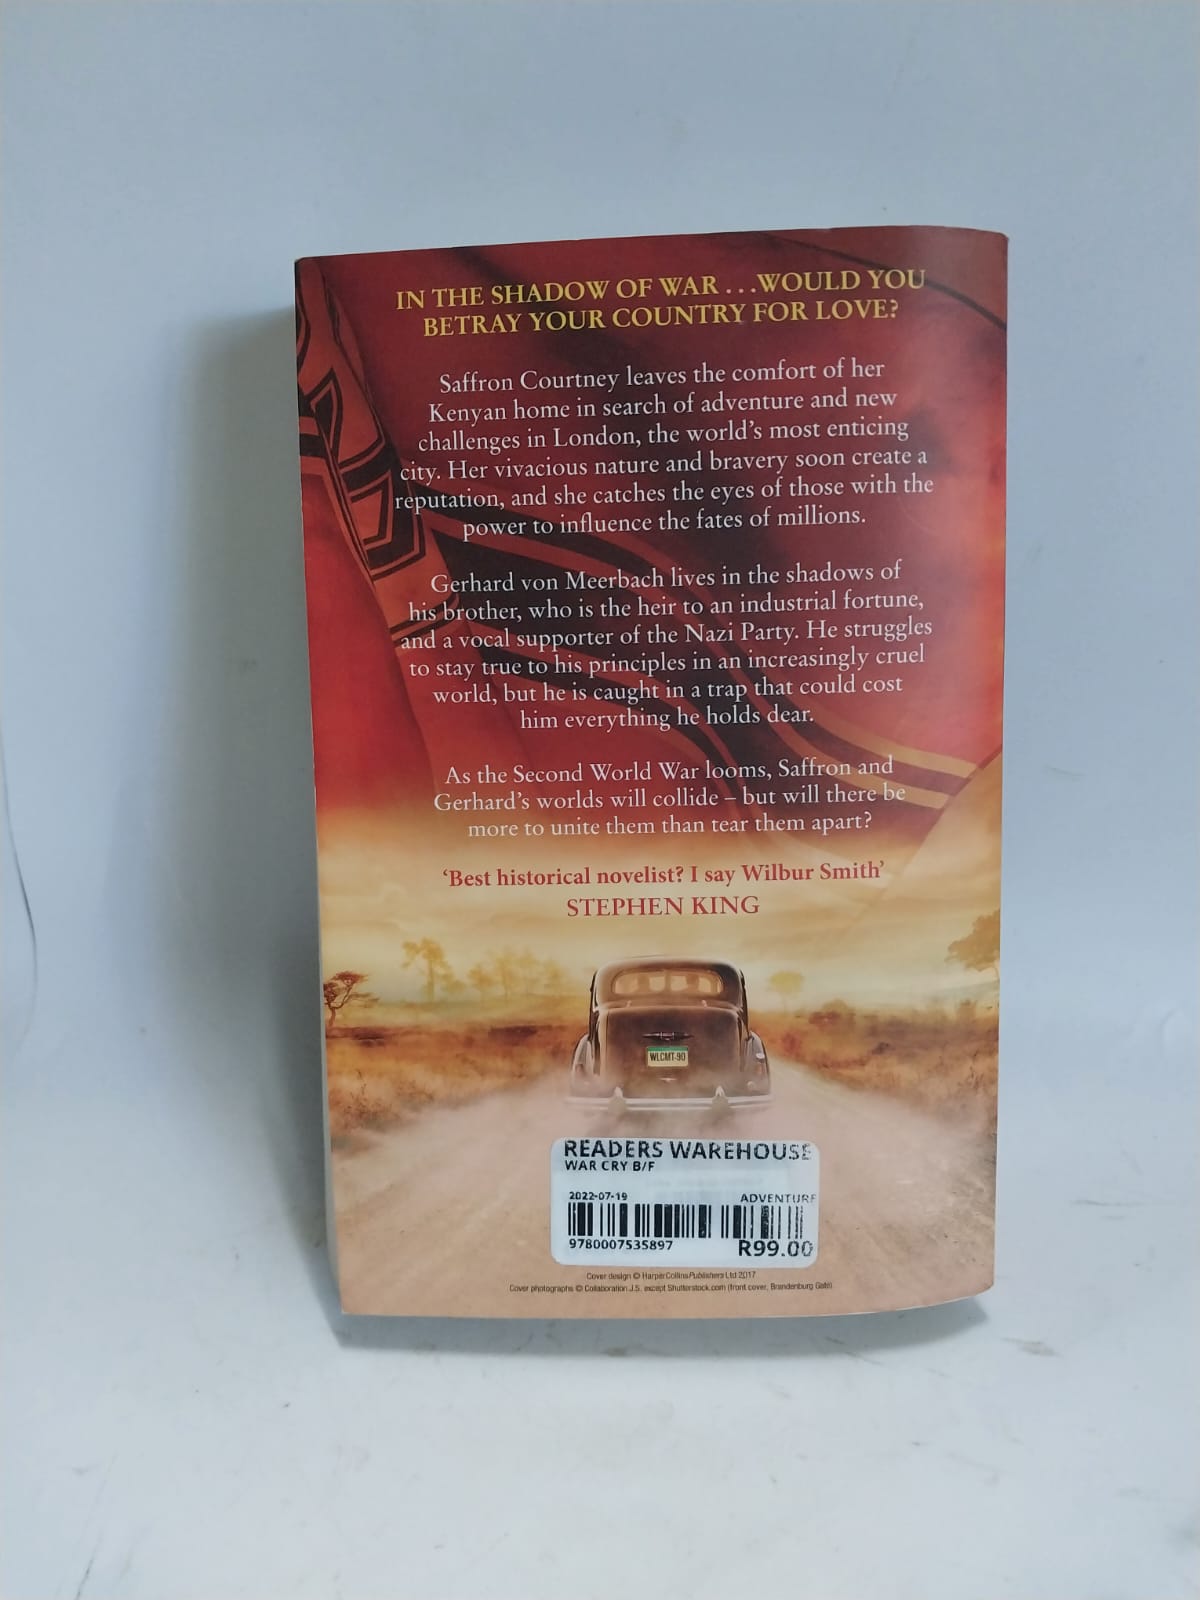 IN THE SHADOW OF WAR ...WOULD YOU
BETRAY YOUR COUNTRY FOR LOVE?
Saffron Courtney leaves the comfort of her
Kenyan home in search of adventure and new
challenges in London, the world's most enticing
city. Her vivacious nature and bravery soon create a
reputation, and she catches the eyes of those with the
power to influence the fates of millions.
Gerhard von Meerbach lives in the shadows of
his brother, who is the heir to an industrial fortune,
and a vocal supporter of the Nazi Party. He struggles
to stay true to his principles in an increasingly cruel
world, but he is caught in a trap that could cost
him everything he holds dear.
As the Second World War looms, Saffron and
Gerhard's worlds will collide – but will there be
more to unite them than tear them apart?
'Best historical novelist? I say Wilbur Smith'
STEPHEN KING
WLCMT-90
READERS WAREHOUSE
WAR CRY B/F
2022-07-19 ADVENTURE
9780007535897 R99.00
Cover design © HarperCollinsPublishers Ltd 2017
Cover photographs © Collaboration J.S. except Shutterstock.com (front cover, Brandenburg Gate)